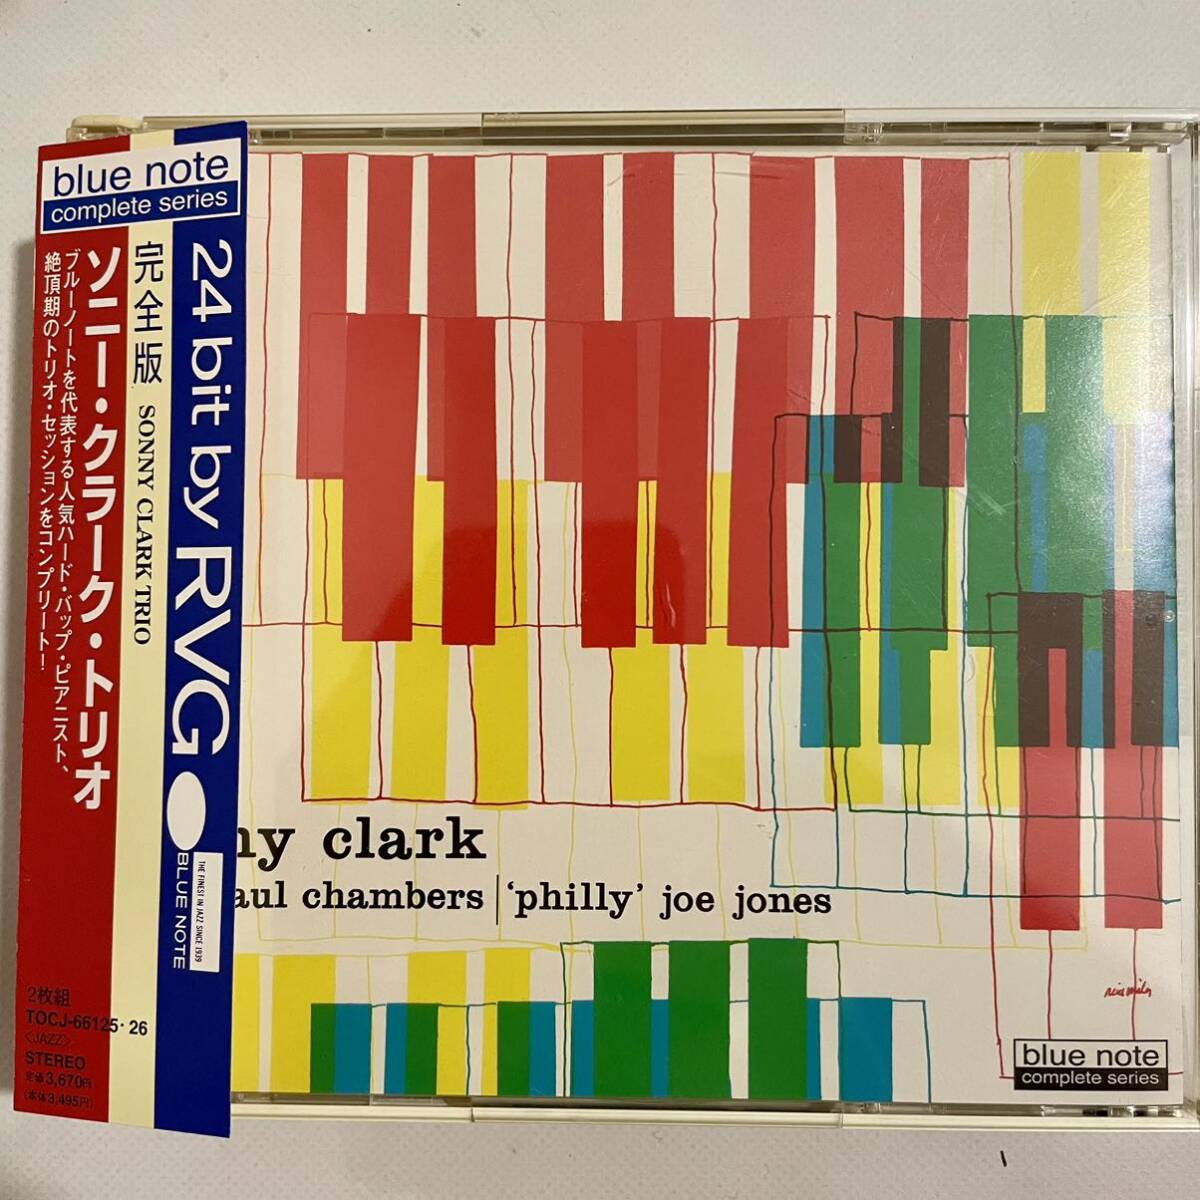 blue note
complete series
24 bit by RVG
BLUE NOTE
THE FINEST IN JAZZ SINCE 1939
完全版 SONNY CLARK TRIO
ソニー・クラーク・トリオ
ブルーノートを代表する人気ハード・バップ・ピアニスト、
絶頂期のトリオ・セッションをコンプリート！
2枚組
TOCJ-66125・26
〈JAZZ〉
STEREO
定価3,670円
(本体3,495円)
ny clark
aul chambers | ‘philly’ joe jones
blue note
complete series